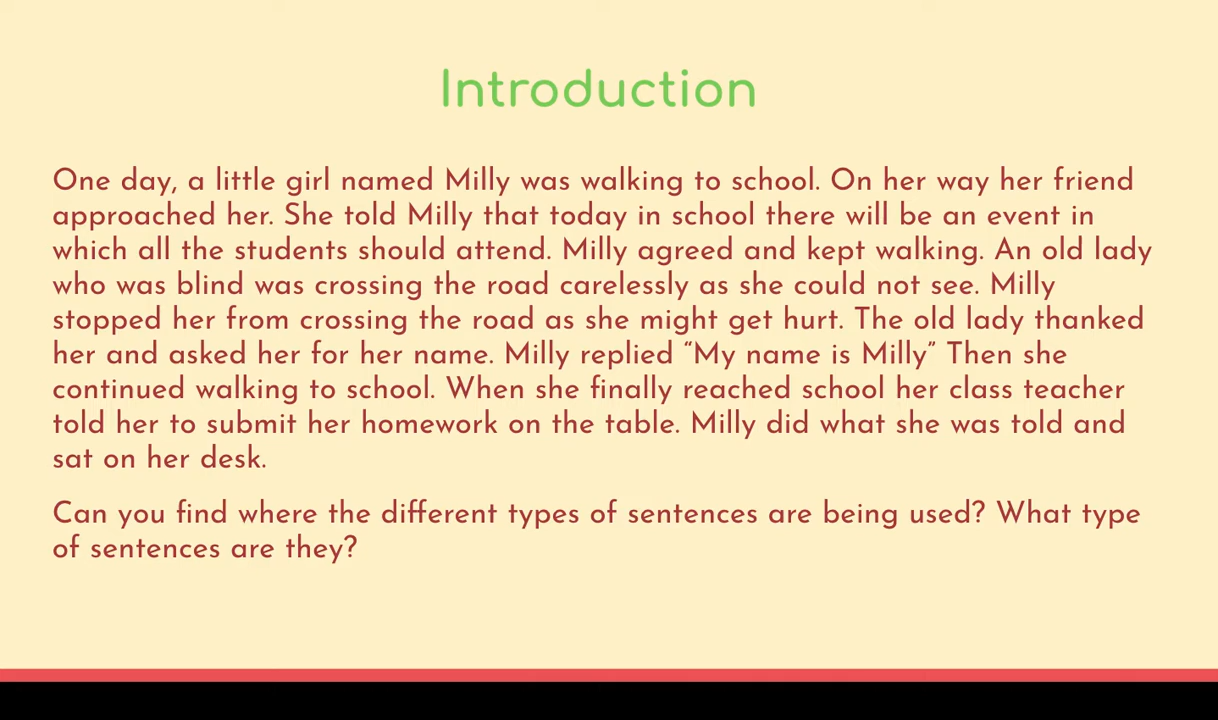 Introduction
One day, a little girl named Milly was walking to school. On her way her friend
approached her. She told Milly that today in school there will be an event in
which all the students should attend. Milly agreed and kept walking. An old lady
who was blind was crossing the road carelessly as she could not see. Milly
stopped her from crossing the road as she might get hurt. The old lady thanked
her and asked her for her name. Milly replied “My name is Milly” Then she
continued walking to school. When she finally reached school her class teacher
told her to submit her homework on the table. Milly did what she was told and
sat on her desk.
Can you find where the different types of sentences are being used? What type
of sentences are they?